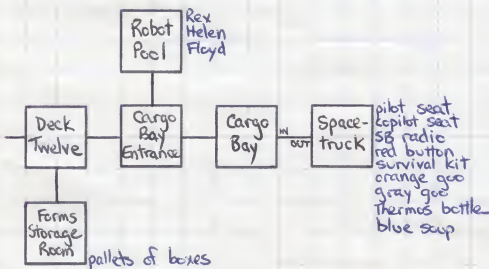 Robot
Pool
Rex
Helen
Floyd
Deck
Twelve
Cargo
Bay
Entrance
Cargo
Bay
IN
OUT
Space-
truck
pilot seat
copilot seat
SB radio
red button
survival kit
orange goo
gray goo
Thermos bottle
blue soup
Forms
Storage
Room
pallets of boxes